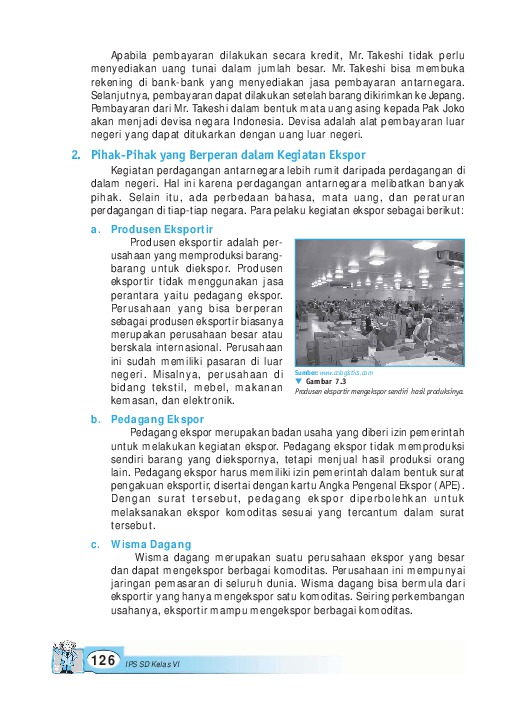 Apabila pembayaran dilakukan secara kredit, Mr. Takeshi tidak perlu
menyediakan uang tunai dalam jumlah besar. Mr. Takeshi bisa membuka
rekening di bank-bank yang menyediakan jasa pembayaran antarnegara.
Selanjutnya, pembayaran dapat dilakukan setelah barang dikirimkan ke Jepang.
Pembayaran dari Mr. Takeshi dalam bentuk mata uang asing kepada Pak Joko
akan menjadi devisa negara Indonesia. Devisa adalah alat pembayaran luar
negeri yang dapat ditukarkan dengan uang luar negeri.
2. Pihak-Pihak yang Berperan dalam Kegiatan Ekspor
Kegiatan perdagangan antarnegara lebih rumit daripada perdagangan di
dalam negeri. Hal ini karena perdagangan antarnegara melibatkan banyak
pihak. Selain itu, ada perbedaan bahasa, mata uang, dan peraturan
perdagangan di tiap-tiap negara. Para pelaku kegiatan ekspor sebagai berikut:
a. Produsen Eksportir
Produsen eksportir adalah per-
usahaan yang memproduksi barang-
barang untuk diekspor. Produsen
eksportir tidak menggunakan jasa
perantara yaitu pedagang ekspor.
Perusahaan yang bisa berperan
sebagai produsen eksportir biasanya
merupakan perusahaan besar atau
berskala internasional. Perusahaan
ini sudah memiliki pasaran di luar
negeri. Misalnya, perusahaan di
bidang tekstil, mebel, makanan
kemasan, dan elektronik.
Sumber: www.cclogistics.com
▼ Gambar 7.3
Produsen eksportir mengekspor sendiri hasil produksinya.
b. Pedagang Ekspor
Pedagang ekspor merupakan badan usaha yang diberi izin pemerintah
untuk melakukan kegiatan ekspor. Pedagang ekspor tidak memproduksi
sendiri barang yang diekspornya, tetapi menjual hasil produksi orang
lain. Pedagang ekspor harus memiliki izin pemerintah dalam bentuk surat
pengakuan eksportir, disertai dengan kartu Angka Pengenal Ekspor (APE).
Dengan surat tersebut, pedagang ekspor diperbolehkan untuk
melaksanakan ekspor komoditas sesuai yang tercantum dalam surat
tersebut.
c. Wisma Dagang
Wisma dagang merupakan suatu perusahaan ekspor yang besar
dan dapat mengekspor berbagai komoditas. Perusahaan ini mempunyai
jaringan pemasaran di seluruh dunia. Wisma dagang bisa bermula dari
eksportir yang hanya mengekspor satu komoditas. Seiring perkembangan
usahanya, eksportir mampu mengekspor berbagai komoditas.
126 IPS SD Kelas VI